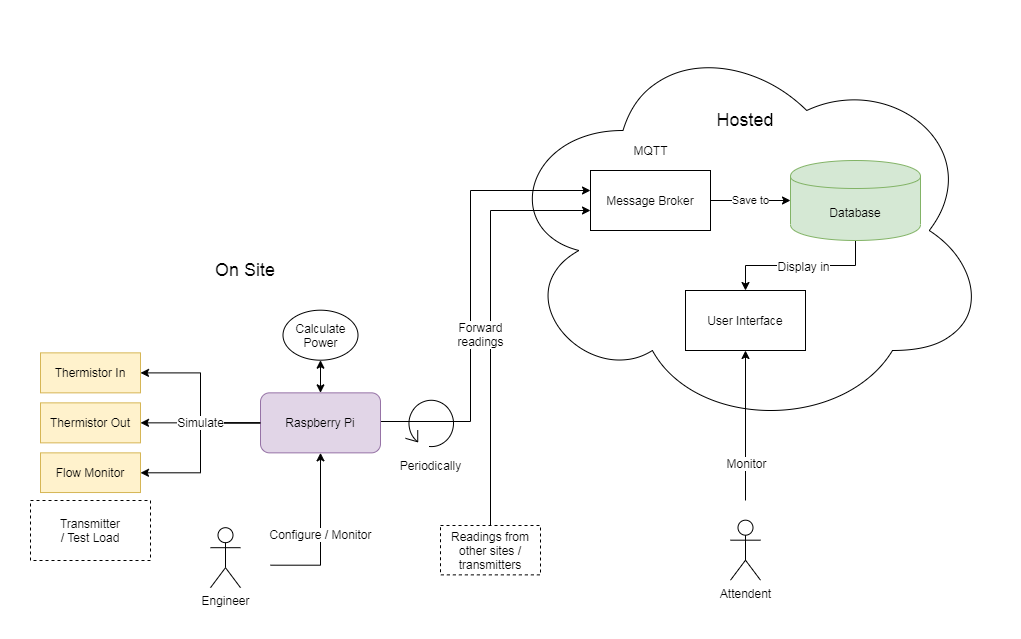 Hosted
MQTT
Message Broker
Save to
Database
Display in
User Interface
On Site
Calculate
Power
Forward
readings
Thermistor In
Thermistor Out
Simulate
Raspberry Pi
Flow Monitor
Periodically
Monitor
Transmitter
/ Test Load
Configure / Monitor
Readings from
other sites /
transmitters
Engineer
Attendent